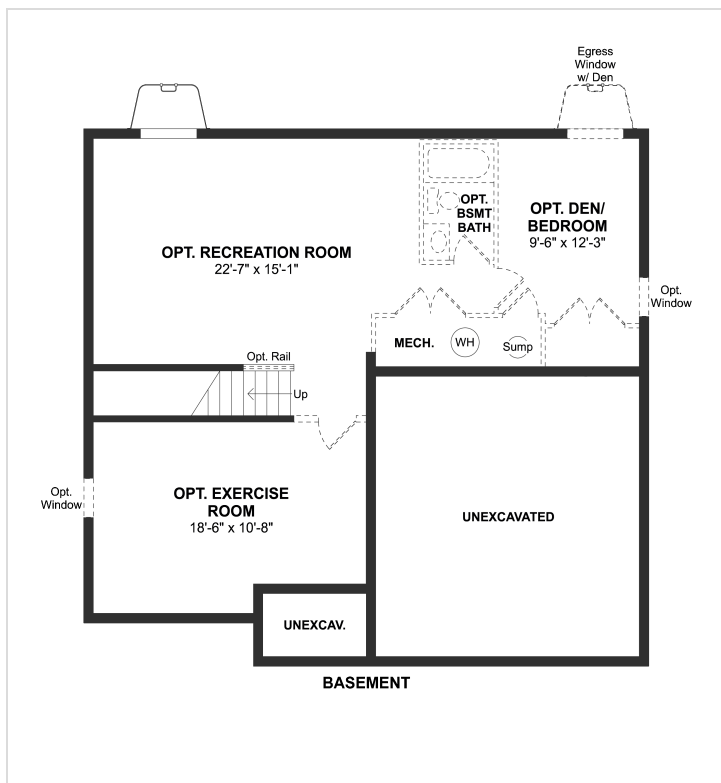 Egress
Window
w/ Den
OPT.
BSMT
BATH
OPT. DEN/
BEDROOM
9'-6" x 12'-3"
OPT. RECREATION ROOM
22'-7" x 15'-1"
Opt.
Window
MECH.
WH
Sump
Opt. Rail
Up
Opt.
Window
OPT. EXERCISE
ROOM
18'-6" x 10'-8"
UNEXCAVATED
UNEXCAV.
BASEMENT